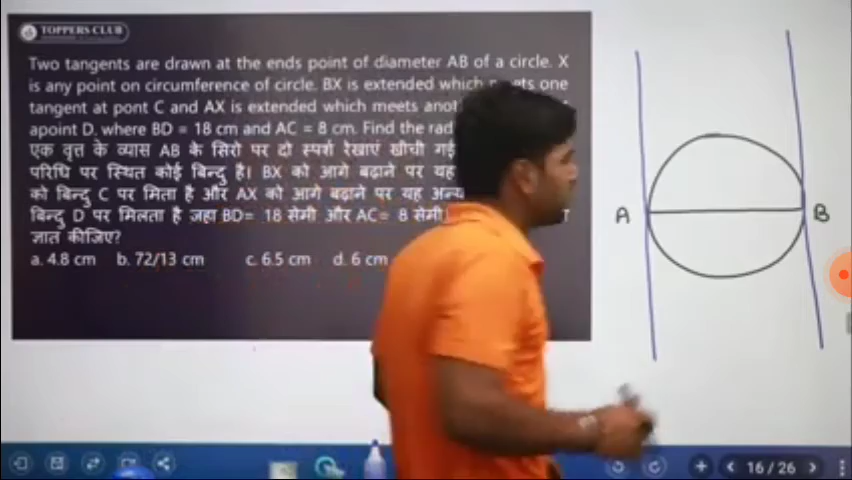 TOPPERS CLUB
Two tangents are drawn at the ends point of diameter AB of a circle. X
is any point on circumference of circle. BX is extended which one
tangent at pont C and AX is extended which meets
apoint D. where BD = 18 cm and AC = 8 cm. Find the
एक वृत्त के व्यास AB के सिरो पर दो स्पर्श रेखाएं खीची
परिधि पर स्थित कोई बिन्दु है। BX को आगे बढ़ाने पर यह
को बिन्दु C पर मिता है और AX को आगे बढ़ाने पर यह
बिन्दु D पर मिलता है जहा BD= 18 सेमी और AC= 8 सेमी
ज्ञात कीजिए?
a. 4.8 cm b. 72/13 cm c. 6.5 cm d. 6 cm
A B
16 / 26